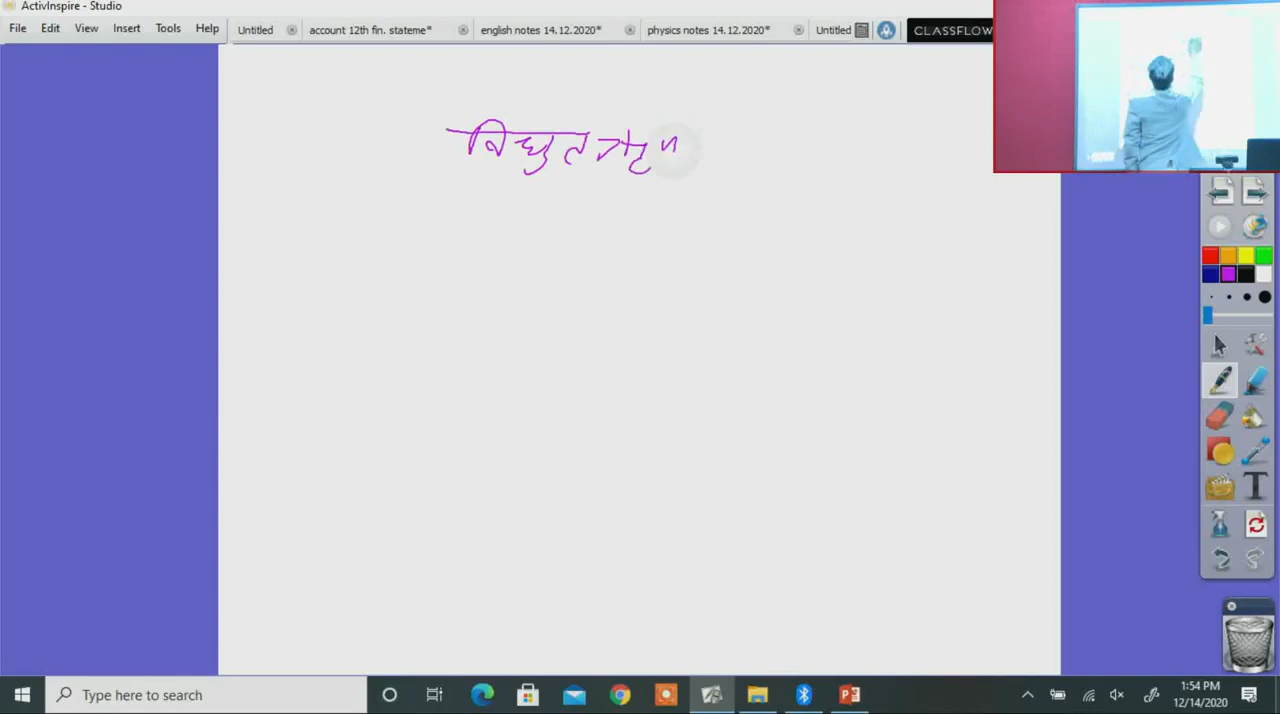 ActivInspire - Studio
File Edit View Insert Tools Help Untitled account 12th fin. stateme* english notes 14.12.2020* physics notes 14.12.2020* Untitled CLASSFLOW
विद्युत ऋण
T
Type here to search
1:54 PM
12/14/2020